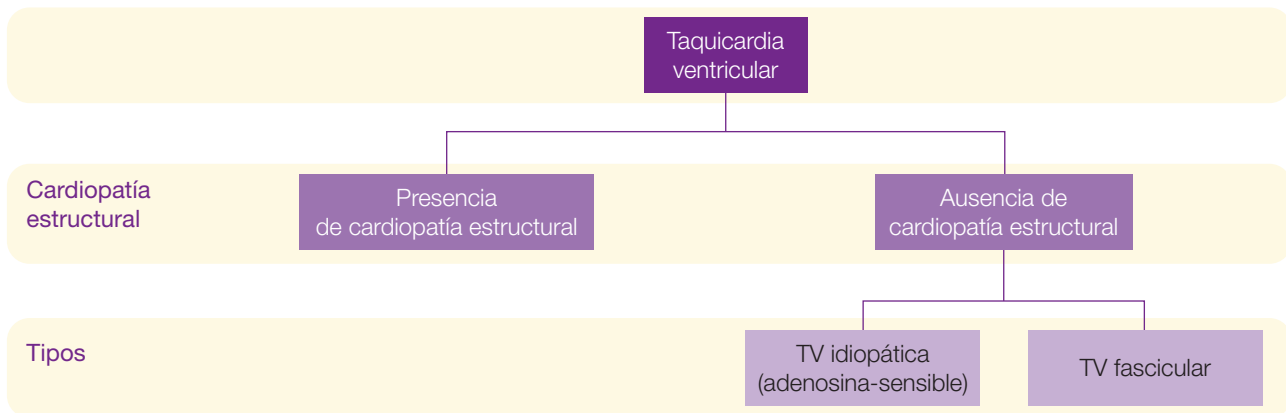 Taquicardia
ventricular
Cardiopatía
estructural
Presencia
de cardiopatía estructural
Ausencia de
cardiopatía estructural
Tipos
TV idiopática
(adenosina-sensible)
TV fascicular